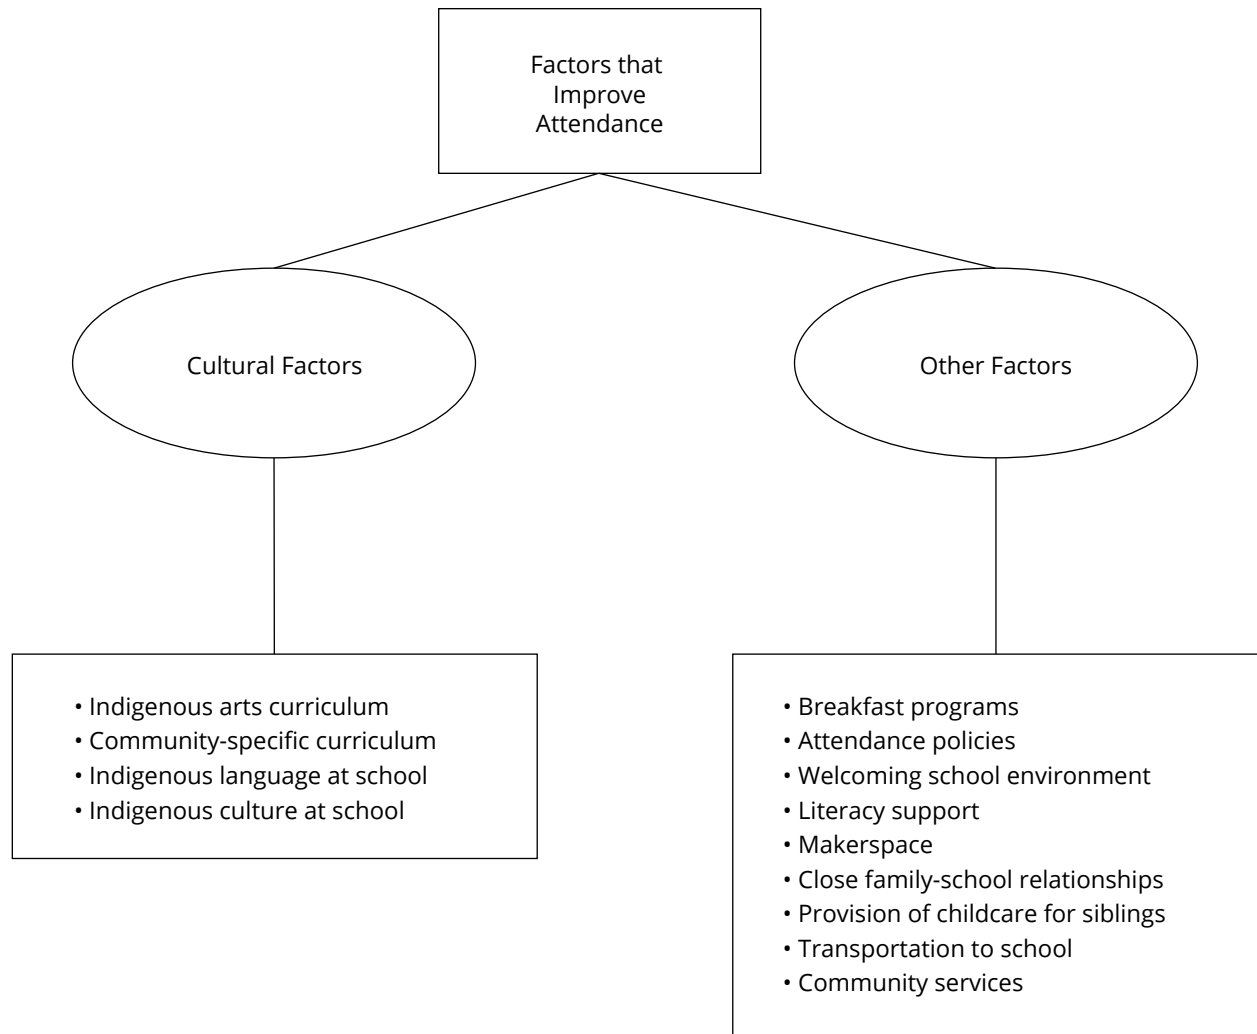 Factors that
Improve
Attendance
Cultural Factors
Other Factors
• Indigenous arts curriculum
• Community-specific curriculum
• Indigenous language at school
• Indigenous culture at school
• Breakfast programs
• Attendance policies
• Welcoming school environment
• Literacy support
• Makerspace
• Close family-school relationships
• Provision of childcare for siblings
• Transportation to school
• Community services